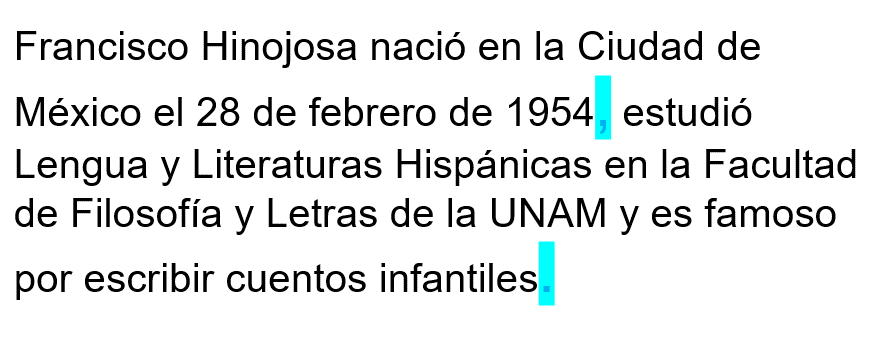 Francisco Hinojosa nació en la Ciudad de
México el 28 de febrero de 1954, estudió
Lengua y Literaturas Hispánicas en la Facultad
de Filosofía y Letras de la UNAM y es famoso
por escribir cuentos infantiles.